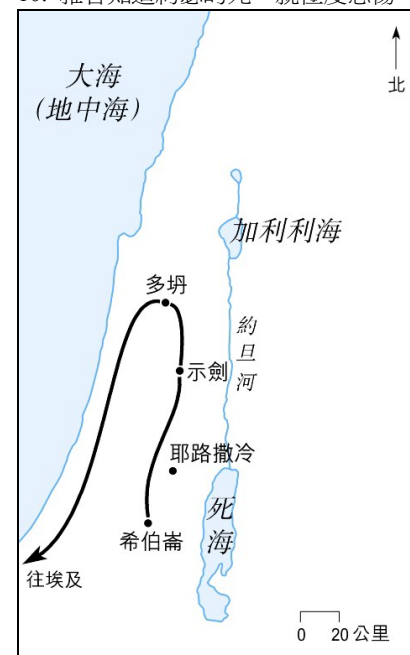 大海
(地中海)
北
加利利海
多坍
約旦河
示劍
耶路撒冷
死海
希伯崙
往埃及
0 20 公里